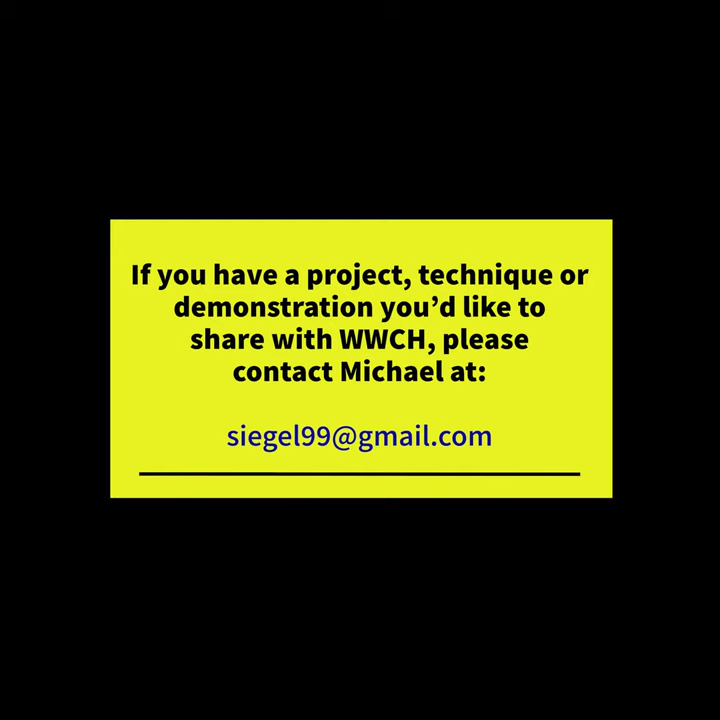 If you have a project, technique or
demonstration you’d like to
share with WWCH, please
contact Michael at:
siegel99@gmail.com